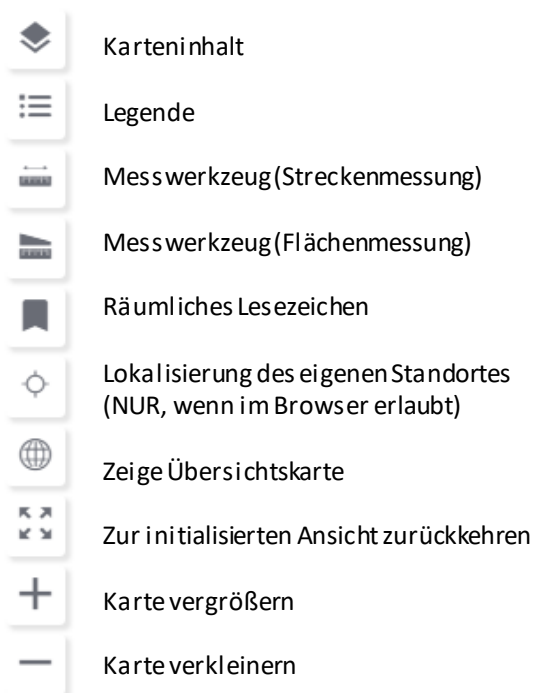 Karteninhalt
Legende
Messwerkzeug (Streckenmessung)
Messwerkzeug (Flächenmessung)
Räumliches Lesezeichen
Lokalisierung des eigenen Standortes
(NUR, wenn im Browser erlaubt)
Zeige Übersichtskarte
Zur initialisierten Ansicht zurückkehren
Karte vergrößern
Karte verkleinern